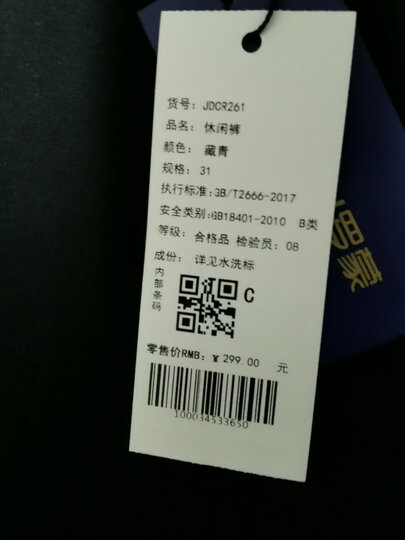 货号: JDCR261
品名: 休闲裤
颜色: 藏青
规格: 31
执行标准:GB/T2666-2017
安全类别:GB18401-2010 B类
等级: 合格品 检验员: 08
成份: 详见水洗标
内部条码
C
零售价RMB: ¥ 299.00 元
100034533650
蒙